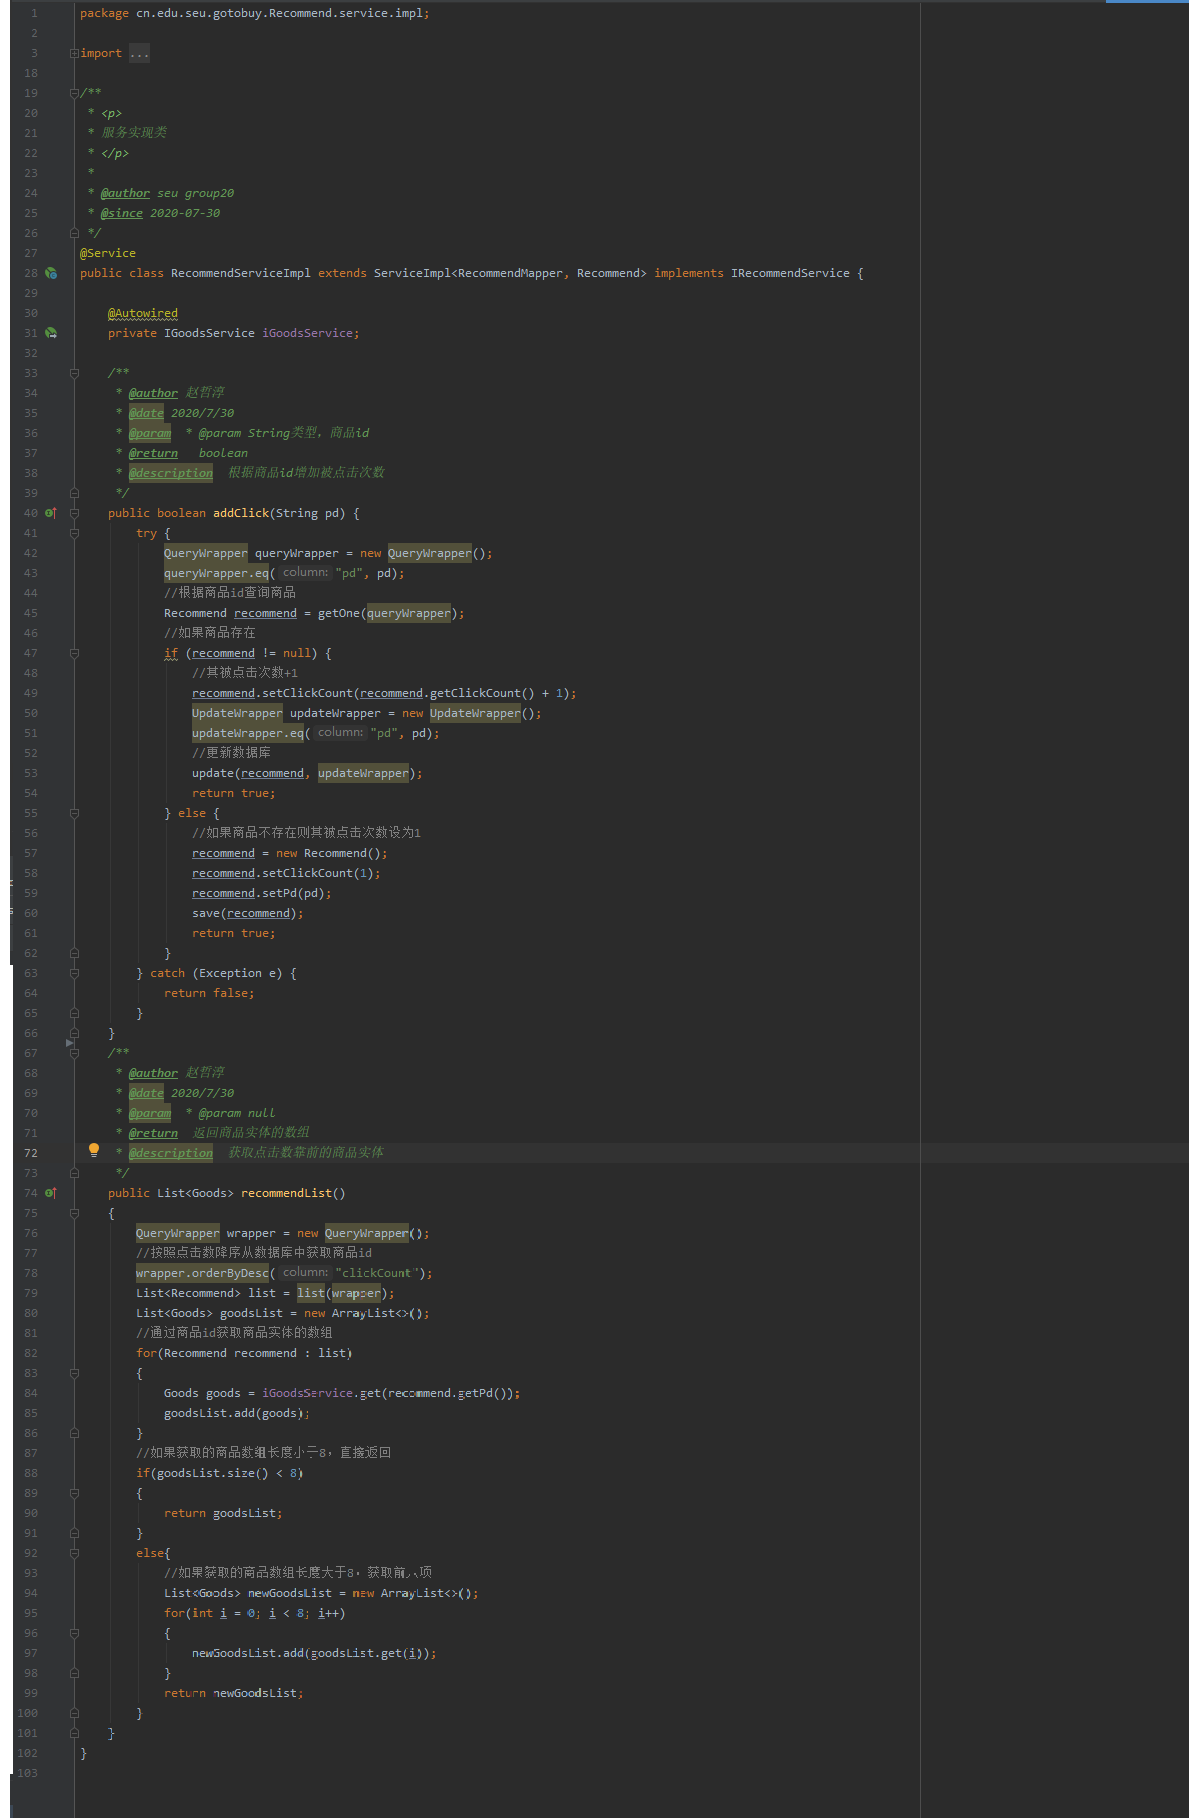 1 package cn.edu.seu.gotobuy.Recommend.service.impl;
2
3 import ...
18
19 /**
20 * <p>
21 * 服务实现类
22 * </p>
23 *
24 * @author seu group20
25 * @since 2020-07-30
26 */
27 @Service
28 public class RecommendServiceImpl extends ServiceImpl<RecommendMapper, Recommend> implements IRecommendService {
29
30 @Autowired
31 private IGoodsService iGoodsService;
32
33 /**
34 * @author 赵哲淳
35 * @date 2020/7/30
36 * @param * @param String类型，商品id
37 * @return boolean
38 * @description 根据商品id增加被点击次数
39 */
40 public boolean addClick(String pd) {
41 try {
42 QueryWrapper queryWrapper = new QueryWrapper();
43 queryWrapper.eq( column: "pd", pd);
44 //根据商品id查询商品
45 Recommend recommend = getOne(queryWrapper);
46 //如果商品存在
47 if (recommend != null) {
48 //其被点击次数+1
49 recommend.setClickCount(recommend.getClickCount() + 1);
50 UpdateWrapper updateWrapper = new UpdateWrapper();
51 updateWrapper.eq( column: "pd", pd);
52 //更新数据库
53 update(recommend, updateWrapper);
54 return true;
55 } else {
56 //如果商品不存在则其被点击次数设为1
57 recommend = new Recommend();
58 recommend.setClickCount(1);
59 recommend.setPd(pd);
60 save(recommend);
61 return true;
62 }
63 } catch (Exception e) {
64 return false;
65 }
66 }
67 /**
68 * @author 赵哲淳
69 * @date 2020/7/30
70 * @param * @param null
71 * @return 返回商品实体的数组
72 * @description 获取点击数靠前的商品实体
73 */
74 public List<Goods> recommendList()
75 {
76 QueryWrapper wrapper = new QueryWrapper();
77 //按照点击数降序从数据库中获取商品id
78 wrapper.orderByDesc( column: "clickCount");
79 List<Recommend> list = list(wrapper);
80 List<Goods> goodsList = new ArrayList<>();
81 //通过商品id获取商品实体的数组
82 for(Recommend recommend : list)
83 {
84 Goods goods = iGoodsService.get(recommend.getPd());
85 goodsList.add(goods);
86 }
87 //如果获取的商品数组长度小于8，直接返回
88 if(goodsList.size() < 8)
89 {
90 return goodsList;
91 }
92 else{
93 //如果获取的商品数组长度大于8，获取前八项
94 List<Goods> newGoodsList = new ArrayList<>();
95 for(int i = 0; i < 8; i++)
96 {
97 newGoodsList.add(goodsList.get(i));
98 }
99 return newGoodsList;
100 }
101 }
102 }
103